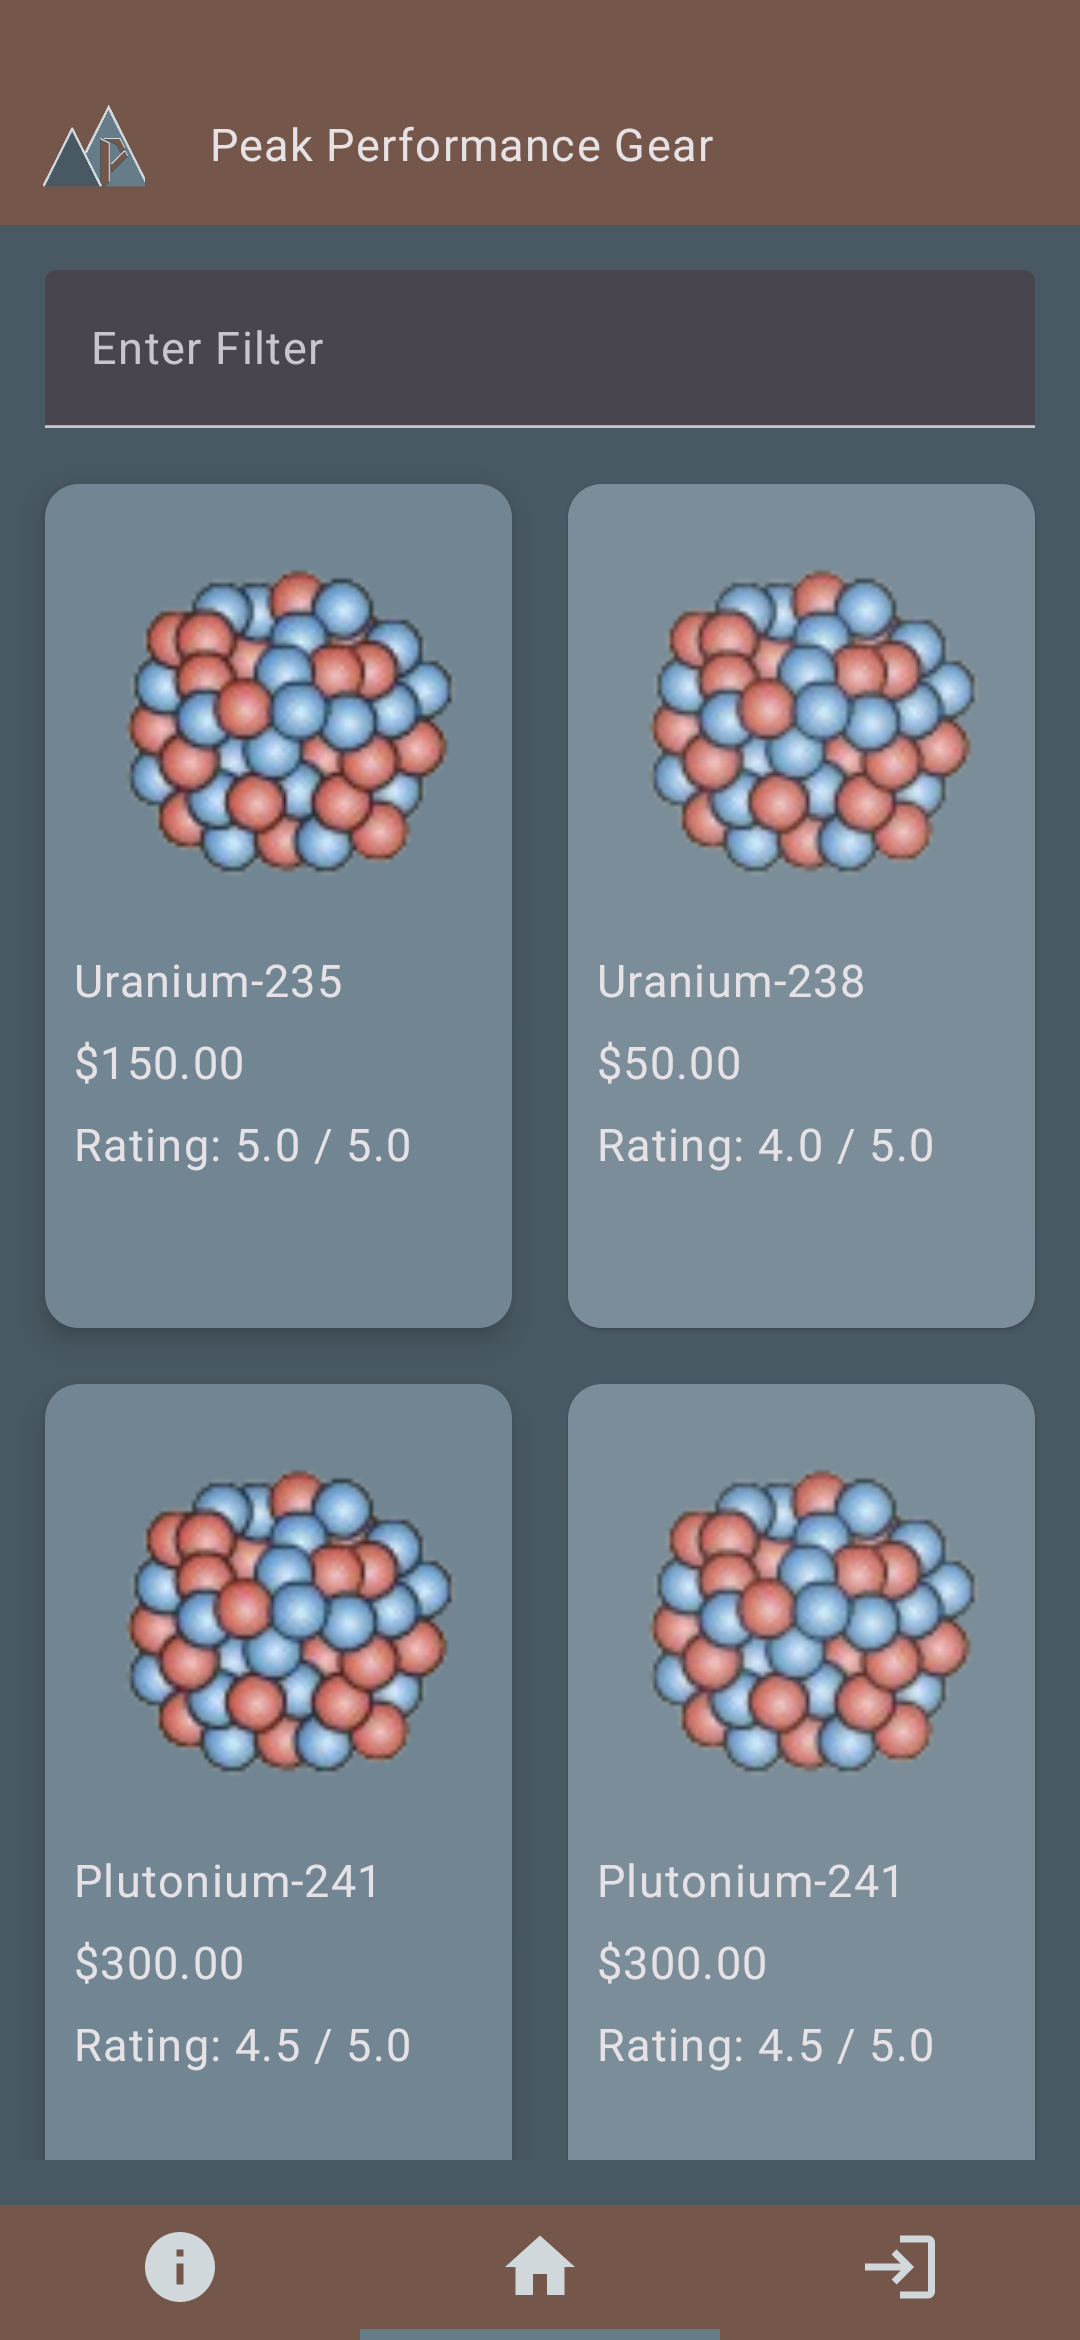 Peak Performance Gear
Enter Filter
Uranium-235
$150.00
Rating: 5.0 / 5.0
Uranium-238
$50.00
Rating: 4.0 / 5.0
Plutonium-241
$300.00
Rating: 4.5 / 5.0
Plutonium-241
$300.00
Rating: 4.5 / 5.0